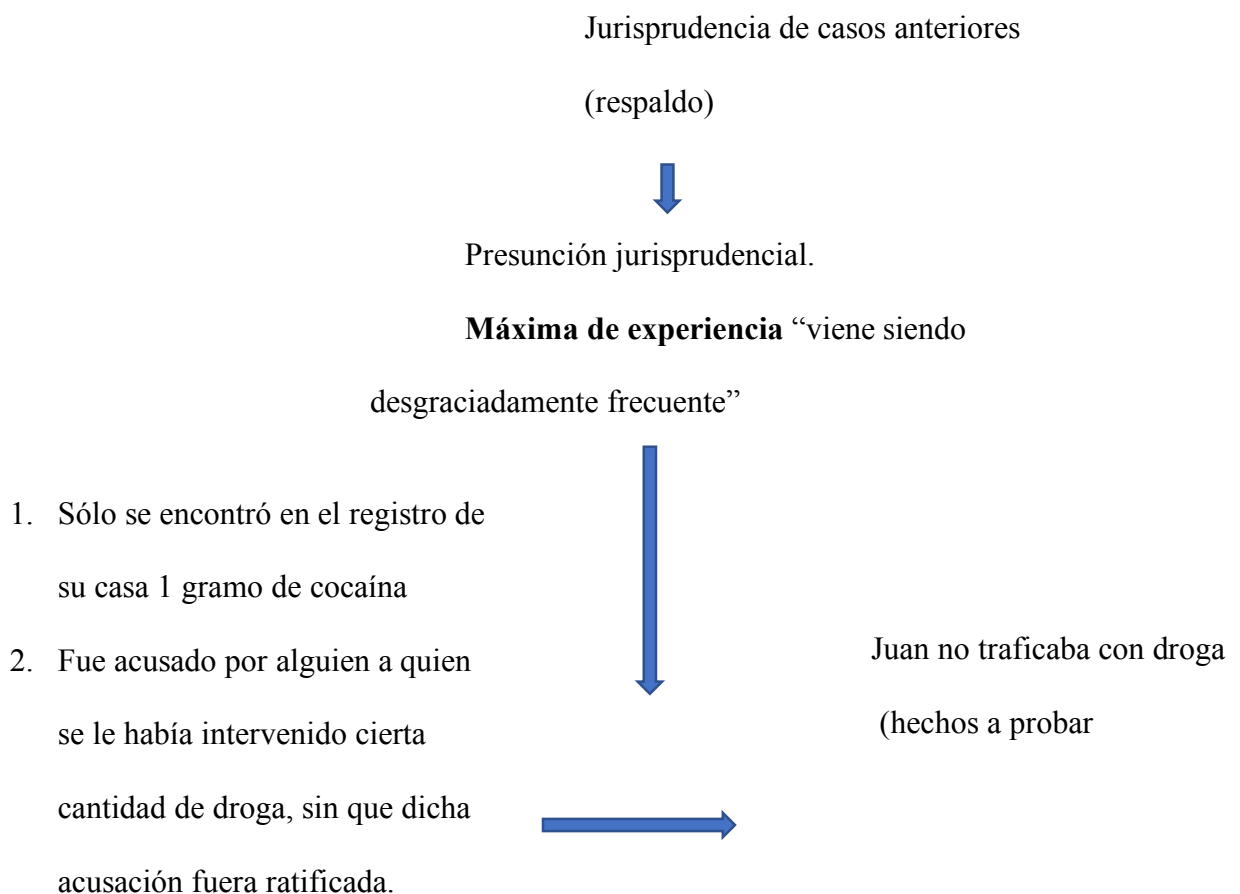 Jurisprudencia de casos anteriores
(respaldo)
Presunción jurisprudencial.
Máxima de experiencia “viene siendo
desgraciadamente frecuente”
1. Sólo se encontró en el registro de
su casa 1 gramo de cocaína
2. Fue acusado por alguien a quien
se le había intervenido cierta
cantidad de droga, sin que dicha
acusación fuera ratificada.
Juan no traficaba con droga
(hechos a probar